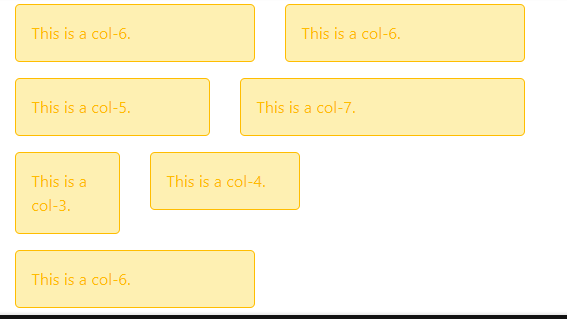 This is a col-6.
This is a col-6.
This is a col-5.
This is a col-7.
This is a
col-3.
This is a col-4.
This is a col-6.